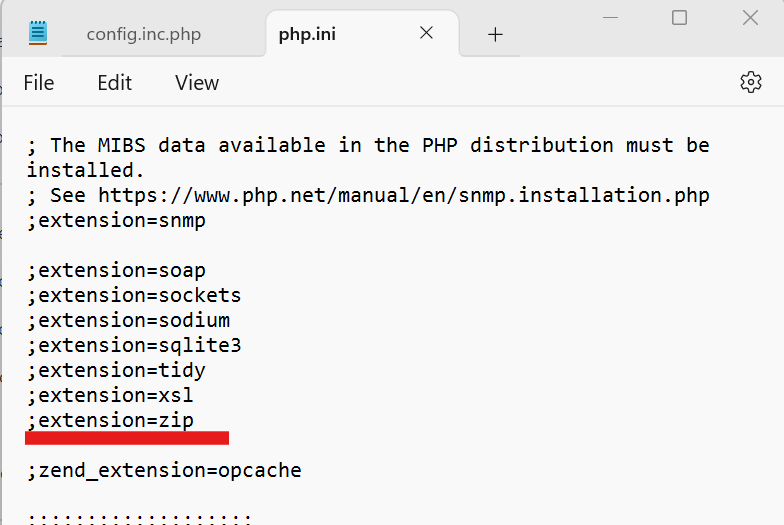 config.inc.php
php.ini
File
Edit
View
; The MIBS data available in the PHP distribution must be
installed.
; See https://www.php.net/manual/en/snmp.installation.php
;extension=snmp
;extension=soap
;extension=sockets
;extension=sodium
;extension=sqlite3
;extension=tidy
;extension=xsl
;extension=zip
;zend_extension=opcache
;;;;;;;;;;;;;;;;;;;